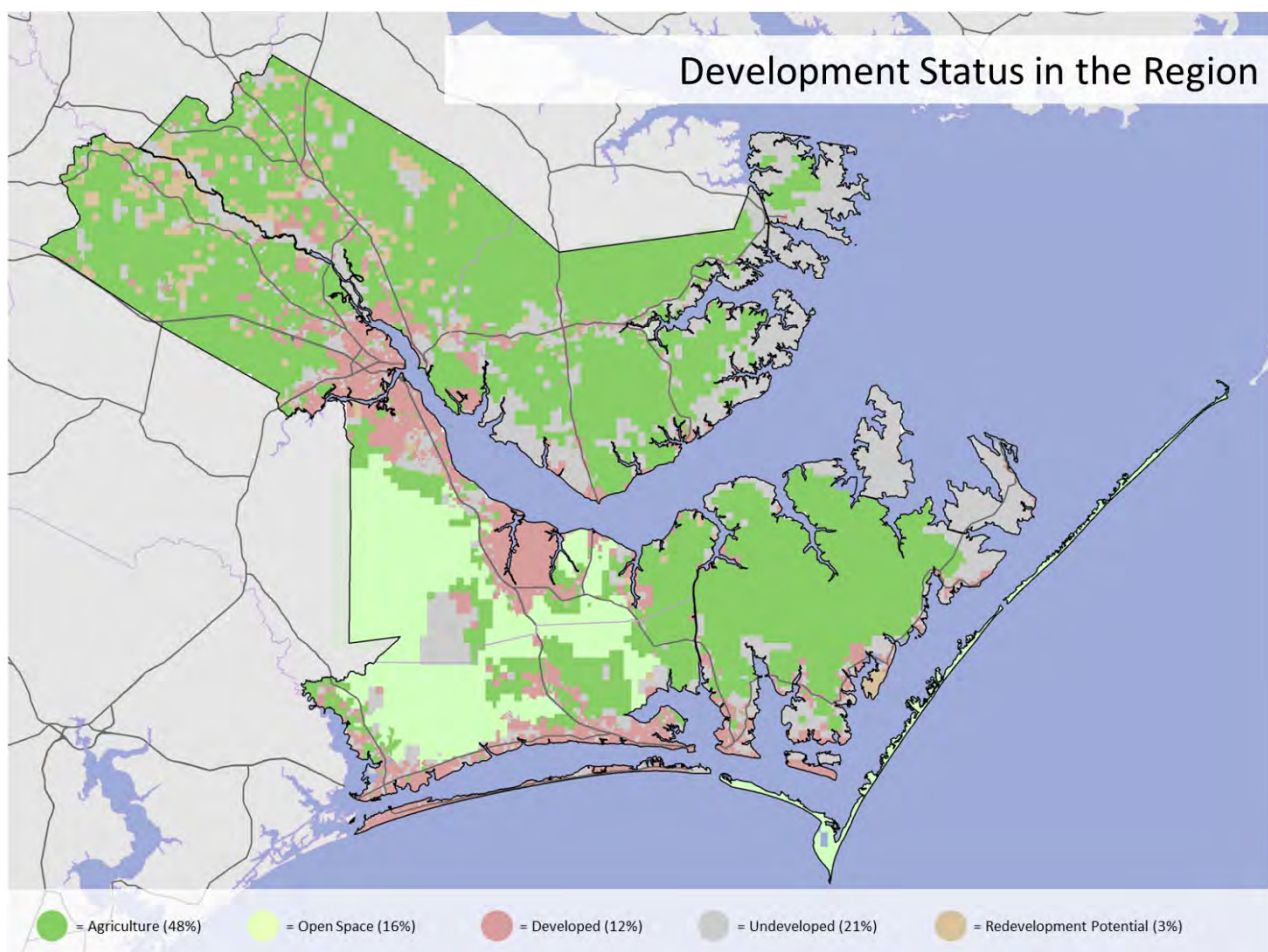 Development Status in the Region
= Agriculture (48%)
= Open Space (16%)
= Developed (12%)
= Undeveloped (21%)
= Redevelopment Potential (3%)